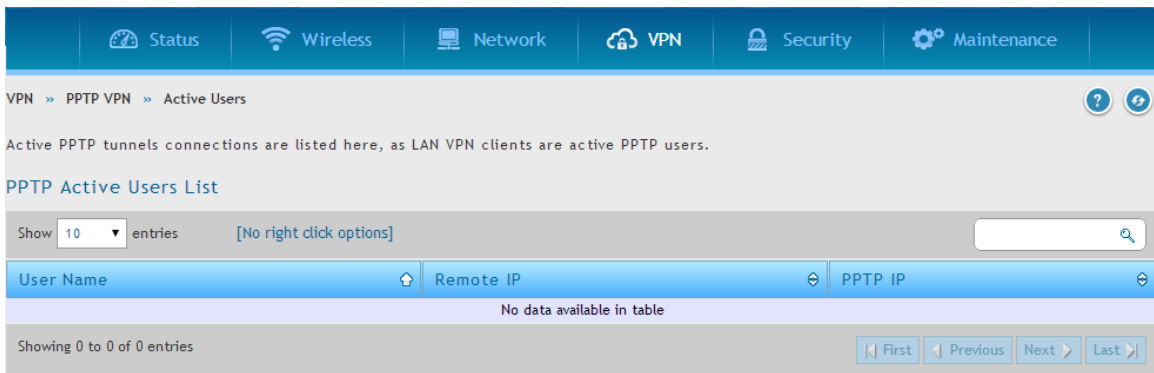 Status Wireless Network VPN Security Maintenance
VPN » PPTP VPN » Active Users ?
Active PPTP tunnels connections are listed here, as LAN VPN clients are active PPTP users.
PPTP Active Users List
Show 10 entries [No right click options]
User Name Remote IP PPTP IP
No data available in table
Showing 0 to 0 of 0 entries First Previous Next Last